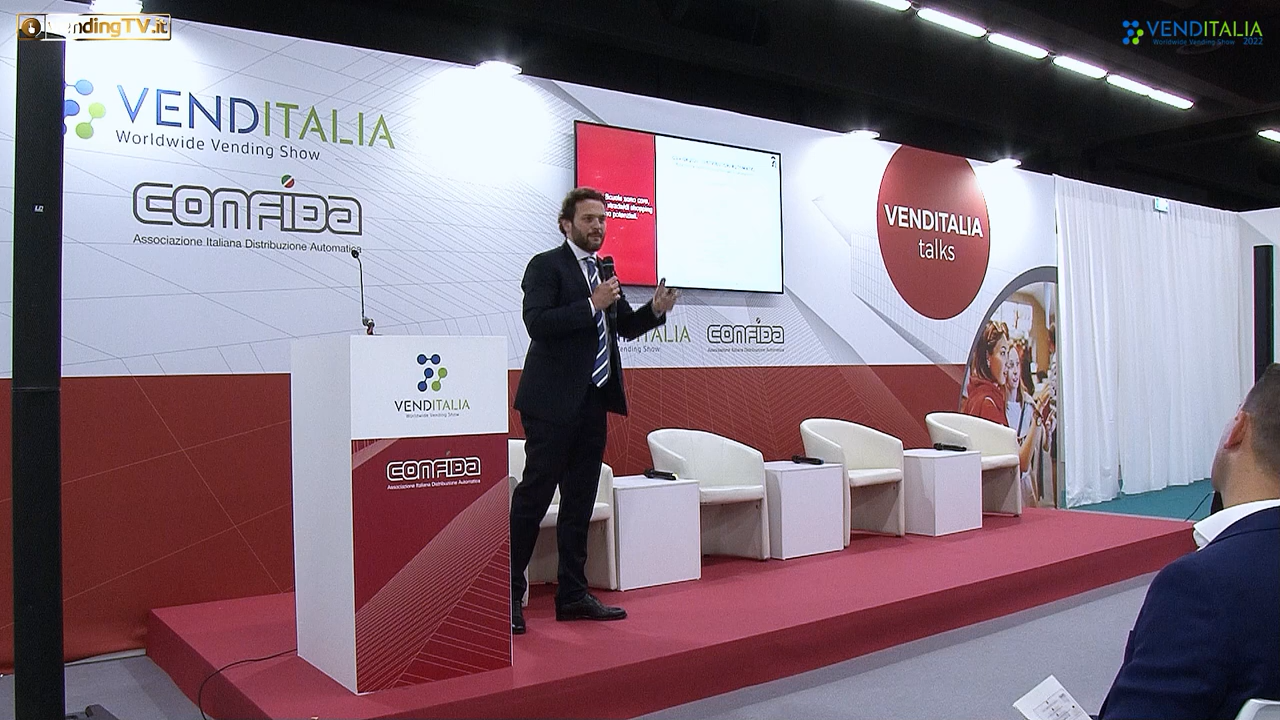 VendingTV.it
VENDITALIA
Worldwide Vending Show 2022
VENDITALIA
Worldwide Vending Show
CONFIDA
Associazione Italiana Distribuzione Automatica
VENDITALIA
talks
ITALIA
CONFIDA
Associazione Italiana Distribuzione Automatica
VENDITALIA
Worldwide Vending Show
CONFIDA
Associazione Italiana Distribuzione Automatica